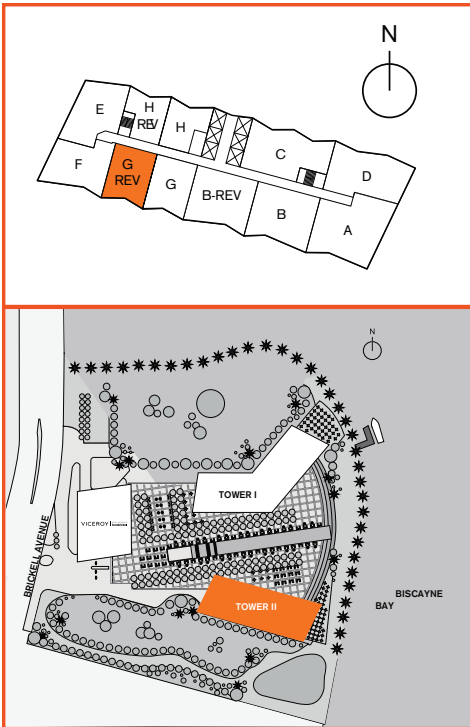 N
E
H
REV
H
F
G
REV
G
B-REV
C
B
D
A
N
TOWER I
VICEROY
BRICKELL AVENUE
TOWER II
BISCAYNE
BAY